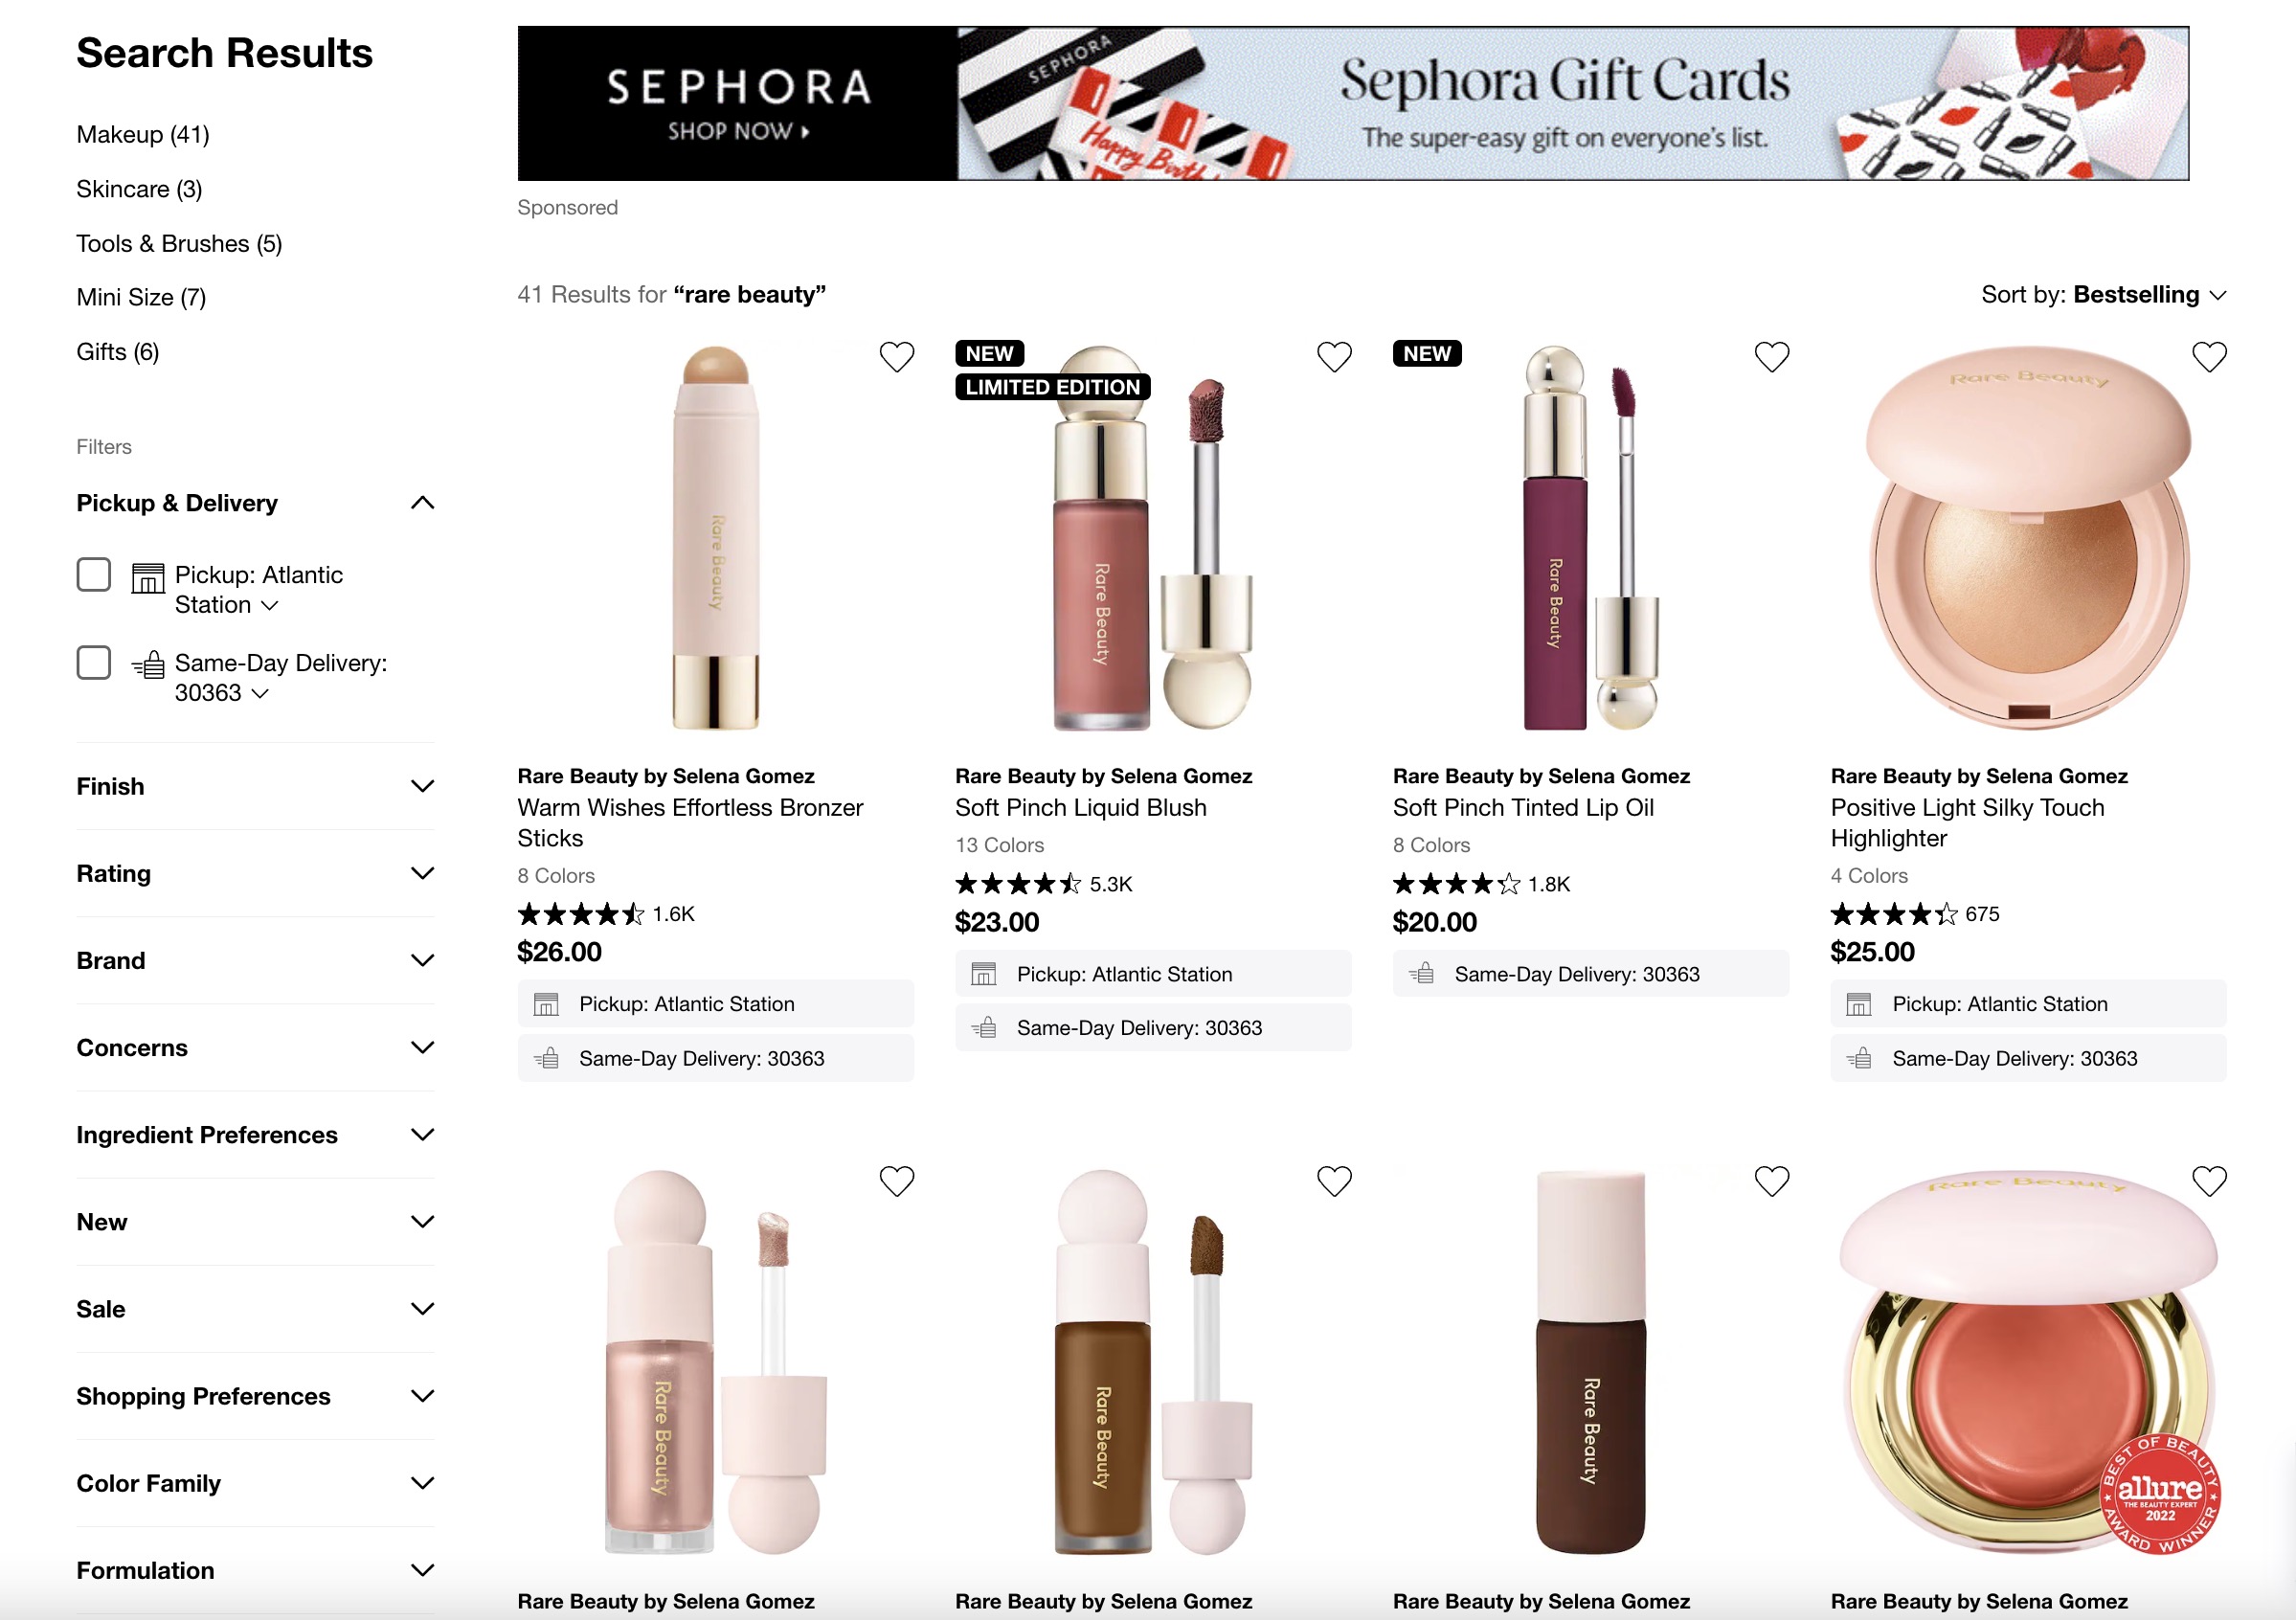 Search Results
Makeup (41)
Skincare (3)
Tools & Brushes (5)
Mini Size (7)
Gifts (6)
Filters
Pickup & Delivery
Pickup: Atlantic
Station
Same-Day Delivery:
30363
Finish
Rating
Brand
Concerns
Ingredient Preferences
New
Sale
Shopping Preferences
Color Family
Formulation
SEPHORA
SHOP NOW
SEPHORA
Happy Birth
Sephora Gift Cards
The super-easy gift on everyone's list.
Sponsored
41 Results for “rare beauty”
Sort by: Bestselling
Rare Beauty
Rare Beauty by Selena Gomez
Warm Wishes Effortless Bronzer
Sticks
8 Colors
1.6K
$26.00
Pickup: Atlantic Station
Same-Day Delivery: 30363
NEW
LIMITED EDITION
Rare Beauty
Rare Beauty by Selena Gomez
Soft Pinch Liquid Blush
13 Colors
5.3K
$23.00
Pickup: Atlantic Station
Same-Day Delivery: 30363
NEW
Rare Beauty
Rare Beauty by Selena Gomez
Soft Pinch Tinted Lip Oil
8 Colors
1.8K
$20.00
Same-Day Delivery: 30363
Rare Beauty
Rare Beauty by Selena Gomez
Positive Light Silky Touch
Highlighter
4 Colors
675
$25.00
Pickup: Atlantic Station
Same-Day Delivery: 30363
Rare Beauty
Rare Beauty by Selena Gomez
Rare Beauty
Rare Beauty by Selena Gomez
Rare Beauty
Rare Beauty by Selena Gomez
Rare Beauty
BEST OF BEAUTY
allure
THE BEAUTY EXPERT
2022
AWARD WINNER
Rare Beauty by Selena Gomez